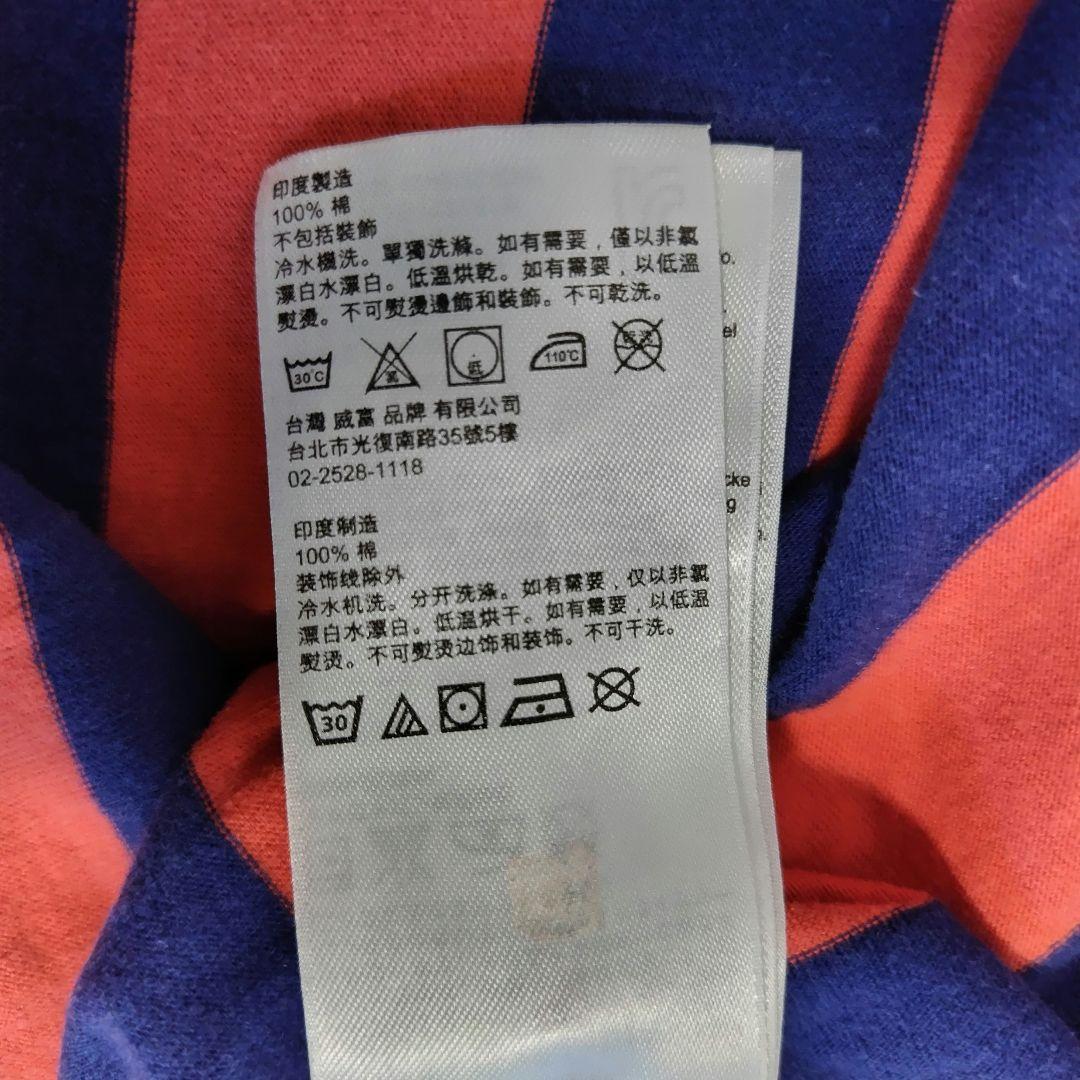 印度製造
100% 棉
不包括裝飾
冷水機洗。單獨洗滌。如有需要，僅以非氯
漂白水漂白。低溫烘乾。如有需要，以低溫
熨燙。不可熨燙邊飾和裝飾。不可乾洗。
30°C 氯 低 110°C 乾洗
台灣 威富 品牌 有限公司
台北市光復南路35號5樓
02-2528-1118
印度制造
100% 棉
装饰线除外
冷水机洗。分开洗涤。如有需要，仅以非氯
漂白水漂白。低温烘干。如有需要，以低温
熨烫。不可熨烫边饰和装饰。不可干洗。
30
o.
el
cke
g